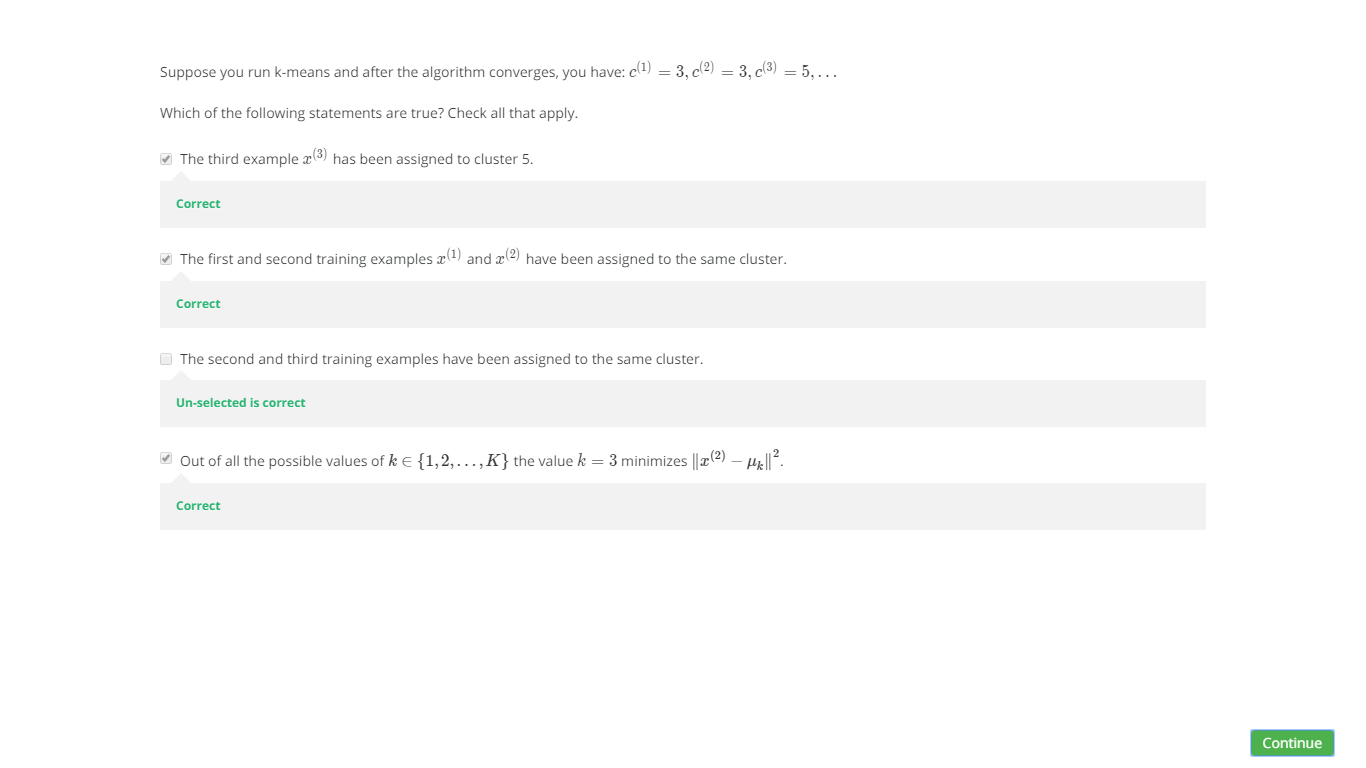 Suppose you run k-means and after the algorithm converges, you have: c^(1) = 3, c^(2) = 3, c^(3) = 5, . . .
Which of the following statements are true? Check all that apply.
The third example x^(3) has been assigned to cluster 5.
Correct
The first and second training examples x^(1) and x^(2) have been assigned to the same cluster.
Correct
The second and third training examples have been assigned to the same cluster.
Un-selected is correct
Out of all the possible values of k ∈ {1, 2, . . . , K} the value k = 3 minimizes ‖x^(2) − μ_k‖^2.
Correct
Continue